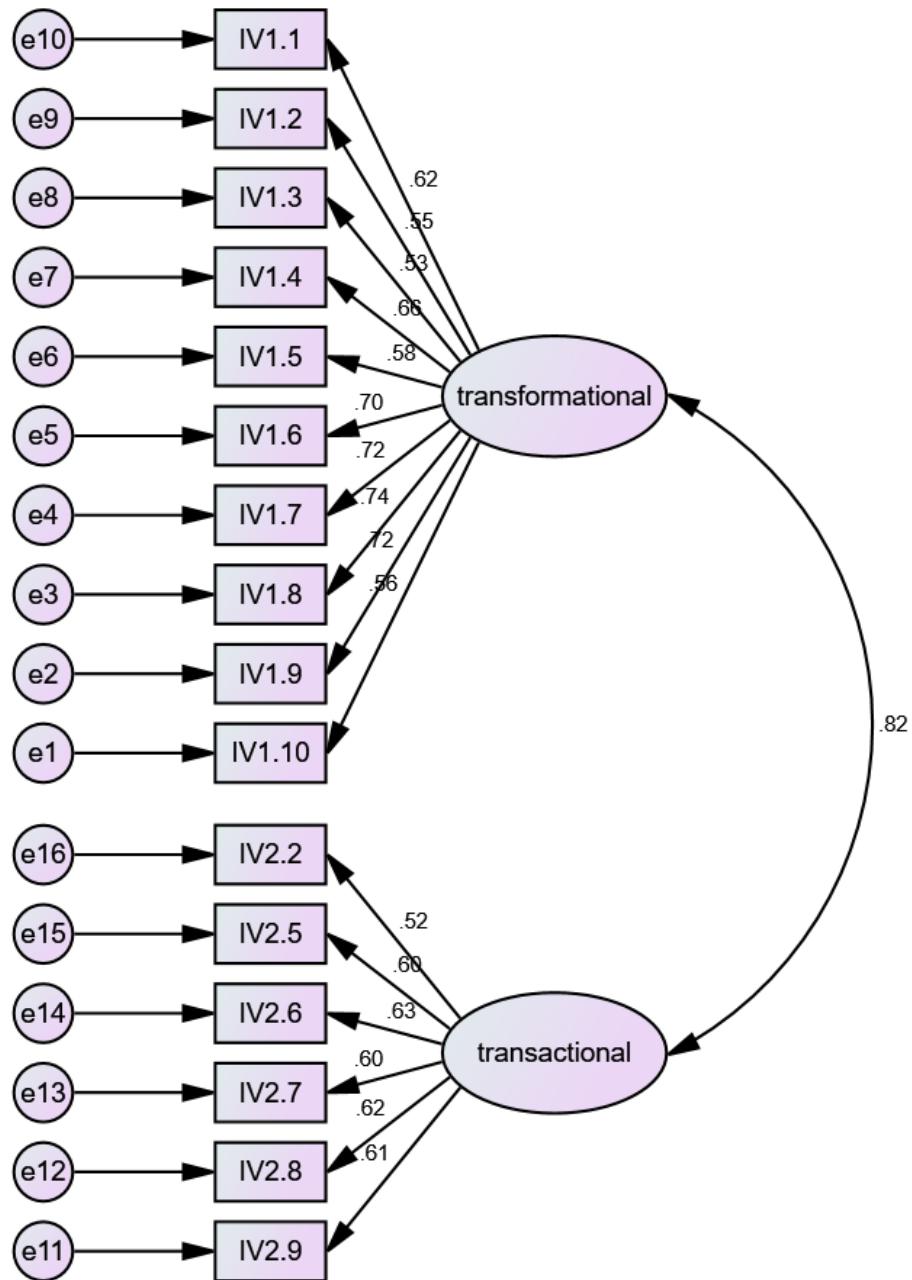 e10
IV1.1
e9
IV1.2
e8
IV1.3
e7
IV1.4
e6
IV1.5
e5
IV1.6
e4
IV1.7
e3
IV1.8
e2
IV1.9
e1
IV1.10
.62
.55
.53
.66
.58
.70
.72
.74
.72
.56
transformational
.82
e16
IV2.2
e15
IV2.5
e14
IV2.6
e13
IV2.7
e12
IV2.8
e11
IV2.9
.52
.60
.63
.60
.62
.61
transactional